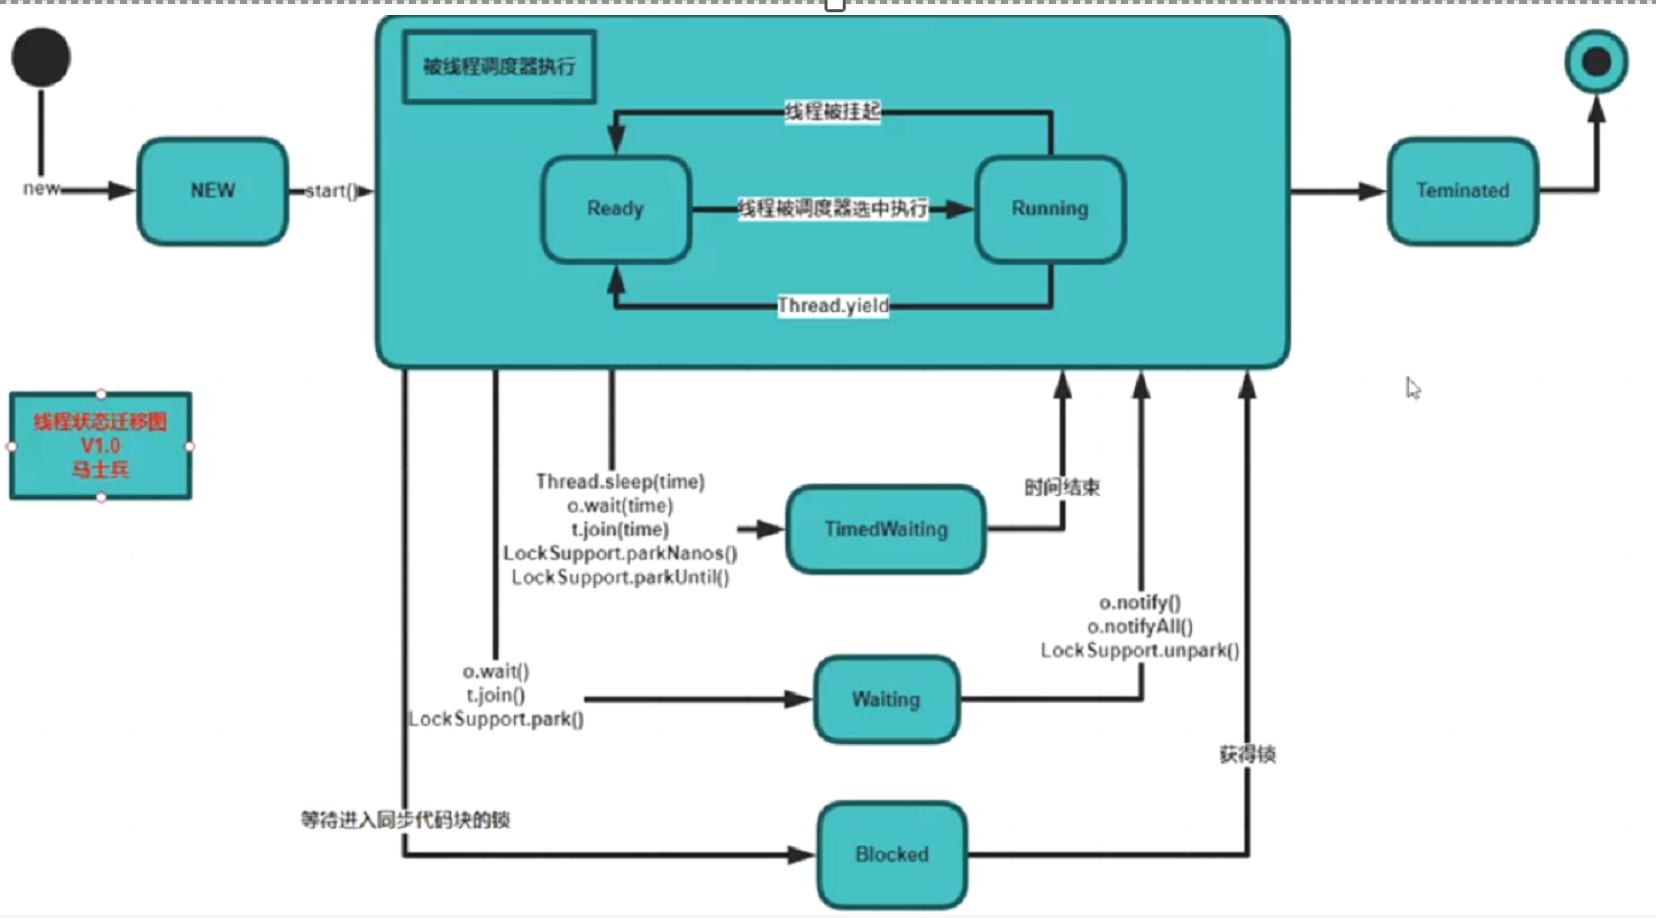 被线程调度器执行
线程被挂起
new
NEW
start()
Ready
线程被调度器选中执行
Running
Teminated
Thread.yield
线程状态迁移图
V1.0
马士兵
Thread.sleep(time)
o.wait(time)
t.join(time)
LockSupport.parkNanos()
LockSupport.parkUntil()
TimedWaiting
时间结束
o.notify()
o.notifyAll()
LockSupport.unpark()
o.wait()
t.join()
LockSupport.park()
Waiting
获得锁
等待进入同步代码块的锁
Blocked